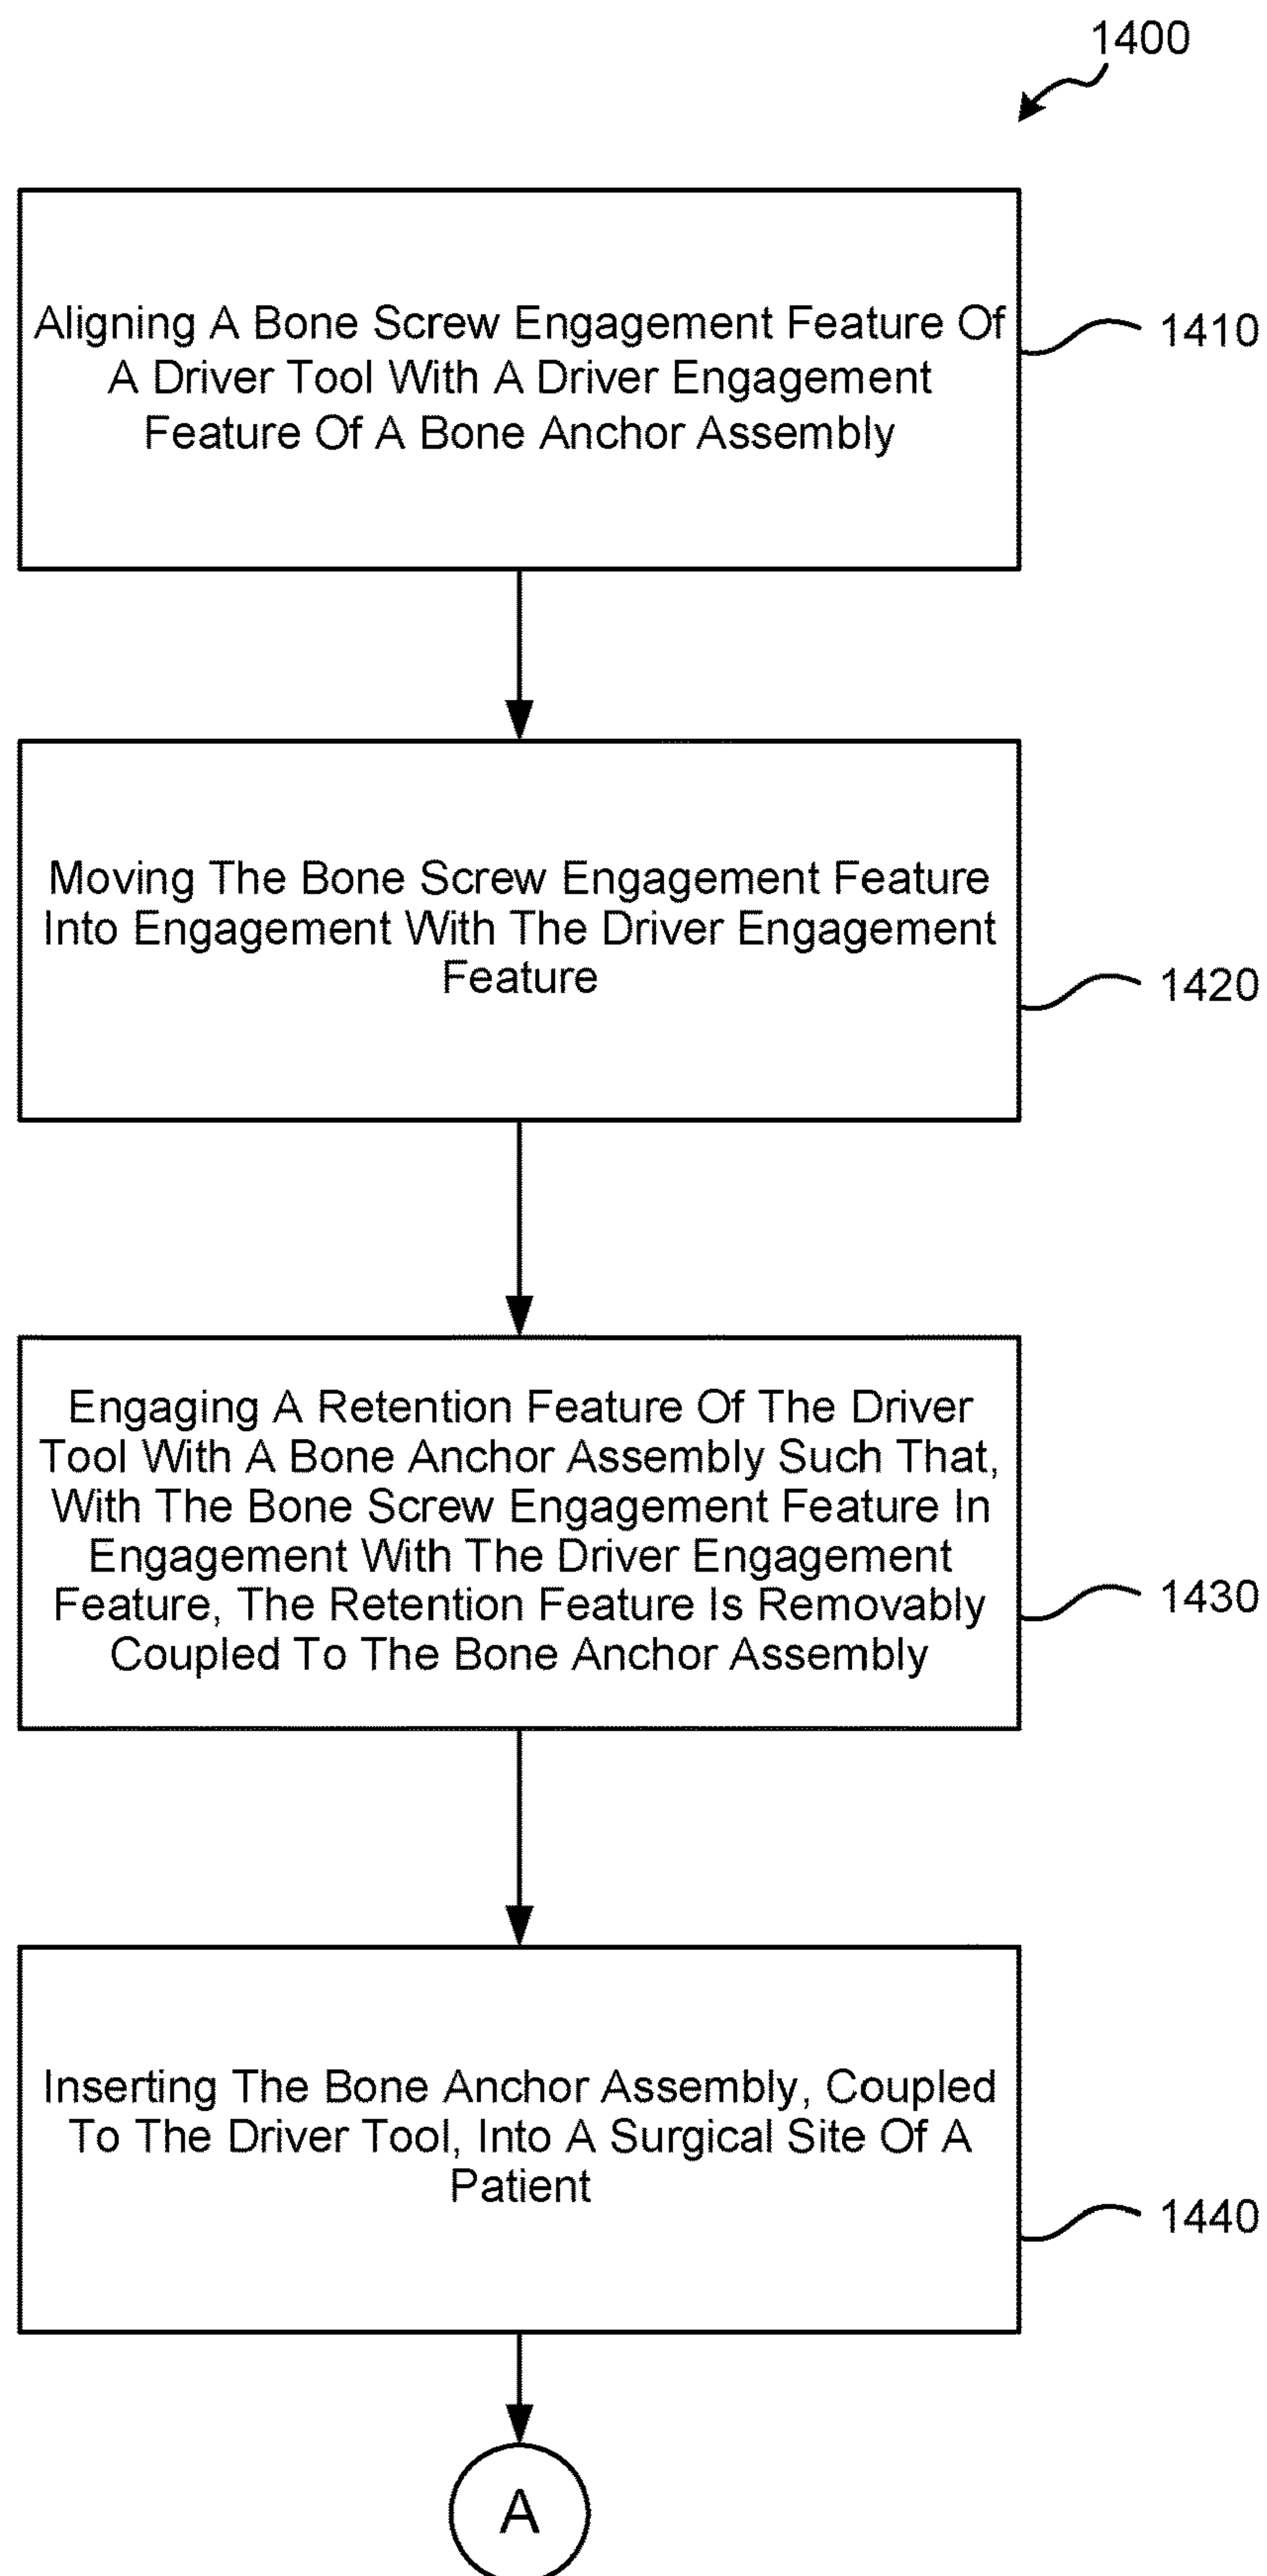 1400
Aligning A Bone Screw Engagement Feature Of
A Driver Tool With A Driver Engagement
Feature Of A Bone Anchor Assembly
1410
Moving The Bone Screw Engagement Feature
Into Engagement With The Driver Engagement
Feature
1420
Engaging A Retention Feature Of The Driver
Tool With A Bone Anchor Assembly Such That,
With The Bone Screw Engagement Feature In
Engagement With The Driver Engagement
Feature, The Retention Feature Is Removably
Coupled To The Bone Anchor Assembly
1430
Inserting The Bone Anchor Assembly, Coupled
To The Driver Tool, Into A Surgical Site Of A
Patient
1440
A